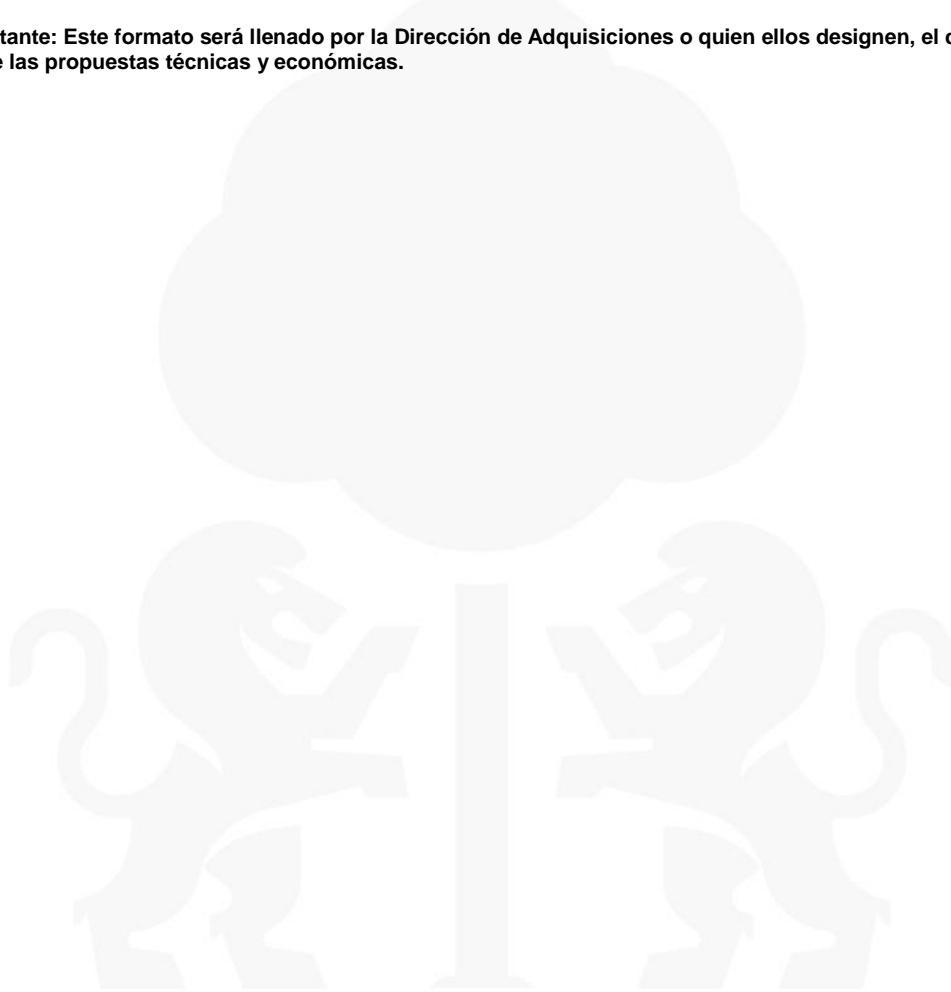 tante: Este formato será llenado por la Dirección de Adquisiciones o quien ellos designen, el
e las propuestas técnicas y económicas.